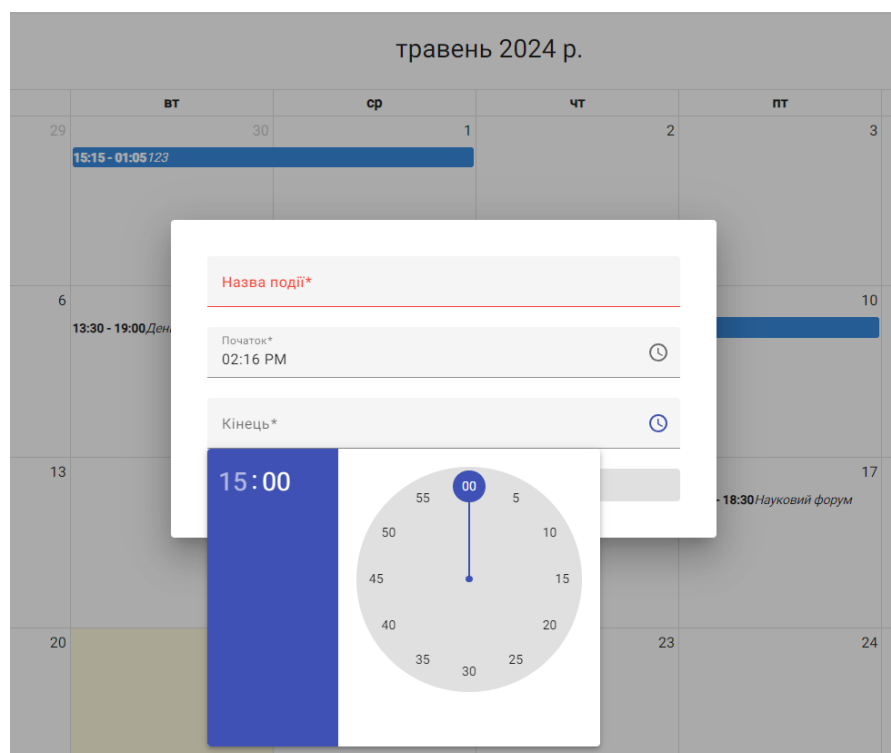 травень 2024 р.
вт ср чт пт
29 30 1 2 3
15:15 - 01:05 123
Назва події*
6 10
13:30 - 19:00,
Початок*
02:16 PM
Кінець*
13 17
15:00
- 18:30 Науковий форум
00
55 5
50 10
45 15
40 20
35 25
30
20 23 24